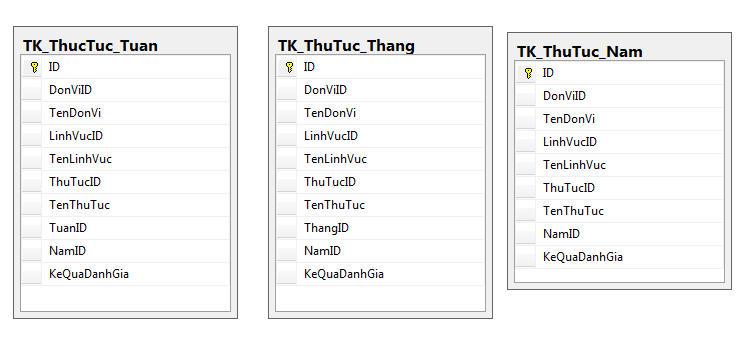 TK_ThucTuc_Tuan
ID
DonViID
TenDonVi
LinhVucID
TenLinhVuc
ThuTucID
TenThuTuc
TuanID
NamID
KeQuaDanhGia
TK_ThuTuc_Thang
ID
DonViID
TenDonVi
LinhVucID
TenLinhVuc
ThuTucID
TenThuTuc
ThangID
NamID
KeQuaDanhGia
TK_ThuTuc_Nam
ID
DonViID
TenDonVi
LinhVucID
TenLinhVuc
ThuTucID
TenThuTuc
NamID
KeQuaDanhGia